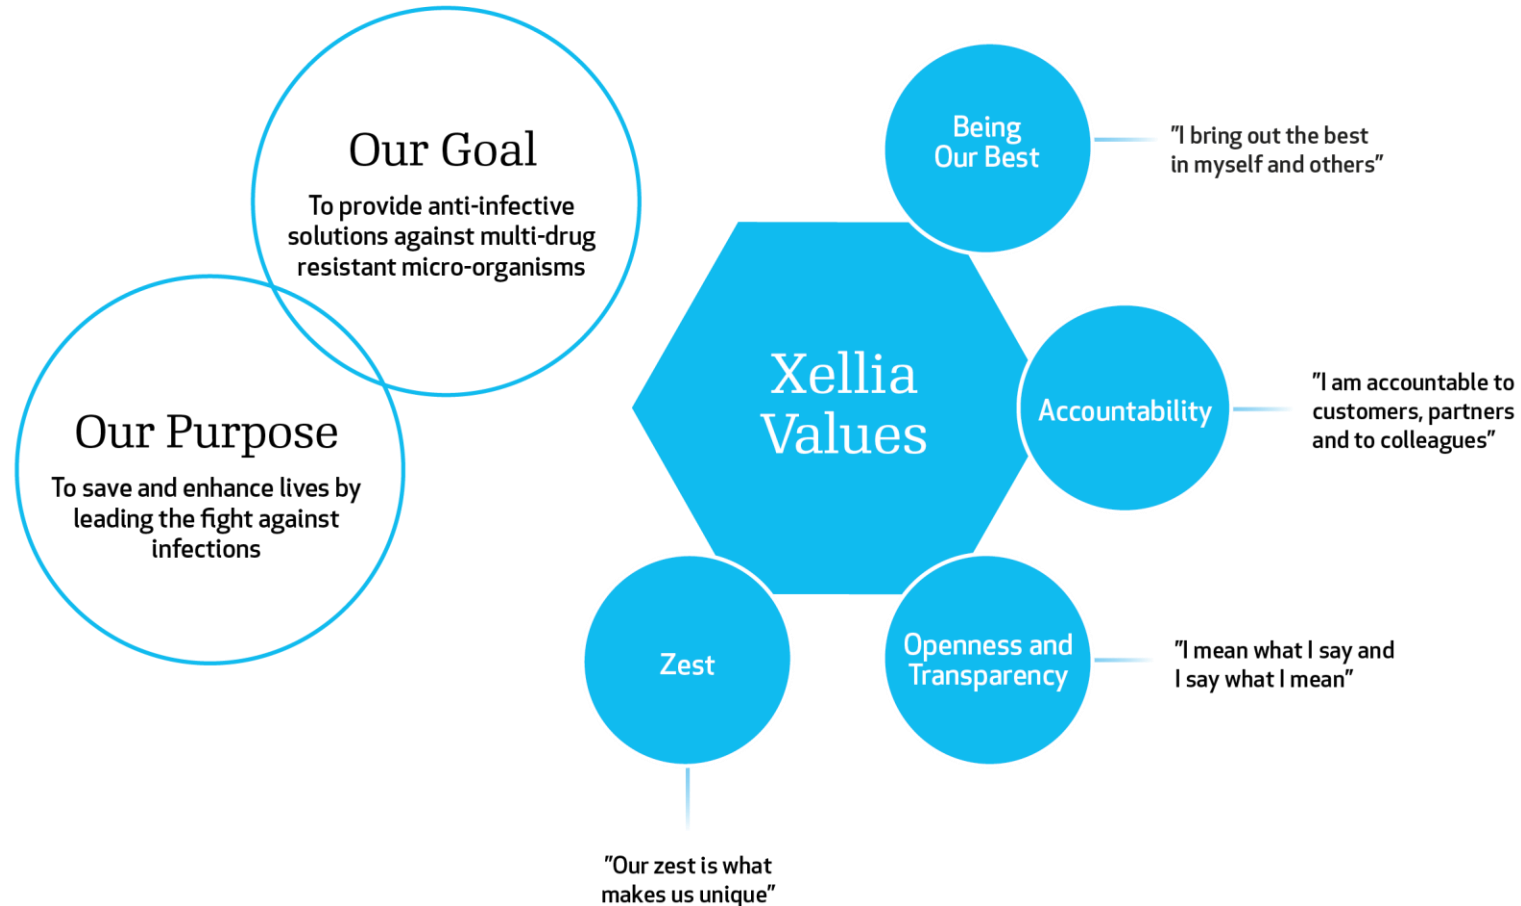 Our Goal
To provide anti-infective
solutions against multi-drug
resistant micro-organisms
Our Purpose
To save and enhance lives by
leading the fight against
infections
Xellia
Values
Being
Our Best
"I bring out the best
in myself and others"
Accountability
"I am accountable to
customers, partners
and to colleagues"
Openness and
Transparency
"I mean what I say and
I say what I mean"
Zest
"Our zest is what
makes us unique"